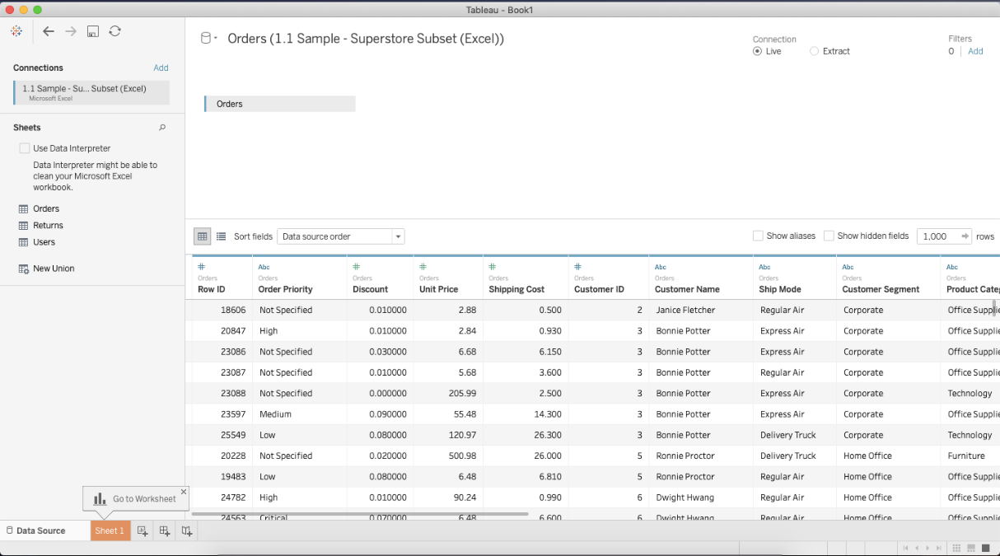 Tableau - Book1
Connections Add
1.1 Sample - Su... Subset (Excel)
Microsoft Excel
Sheets
Use Data Interpreter
Data Interpreter might be able to
clean your Microsoft Excel
workbook.
Orders
Returns
Users
New Union
Orders (1.1 Sample - Superstore Subset (Excel))
Connection
Live Extract
Filters
0 Add
Orders
Sort fields Data source order Show aliases Show hidden fields 1,000 rows
Abc Abc Abc Abc Abc
Orders Orders Orders Orders Orders Orders Orders Orders Orders Orders
Row ID Order Priority Discount Unit Price Shipping Cost Customer ID Customer Name Ship Mode Customer Segment Product Categ
18606 Not Specified 0.010000 2.88 0.500 2 Janice Fletcher Regular Air Corporate Office Supplie
20847 High 0.010000 2.84 0.930 3 Bonnie Potter Express Air Corporate Office Supplie
23086 Not Specified 0.030000 6.68 6.150 3 Bonnie Potter Express Air Corporate Office Supplie
23087 Not Specified 0.010000 5.68 3.600 3 Bonnie Potter Regular Air Corporate Office Supplie
23088 Not Specified 0.000000 205.99 2.500 3 Bonnie Potter Express Air Corporate Technology
23597 Medium 0.090000 55.48 14.300 3 Bonnie Potter Express Air Corporate Office Supplie
25549 Low 0.080000 120.97 26.300 3 Bonnie Potter Delivery Truck Corporate Technology
20228 Not Specified 0.020000 500.98 26.000 5 Ronnie Proctor Delivery Truck Home Office Furniture
19483 Low 0.080000 6.48 6.810 5 Ronnie Proctor Regular Air Home Office Office Supplie
24782 High 0.010000 90.24 0.990 6 Dwight Hwang Regular Air Home Office Office Supplie
24563 Critical 0.070000 6.48 6.600 6 Dwight Hwang Regular Air Home Office Office Supplie
Go to Worksheet
Data Source Sheet 1